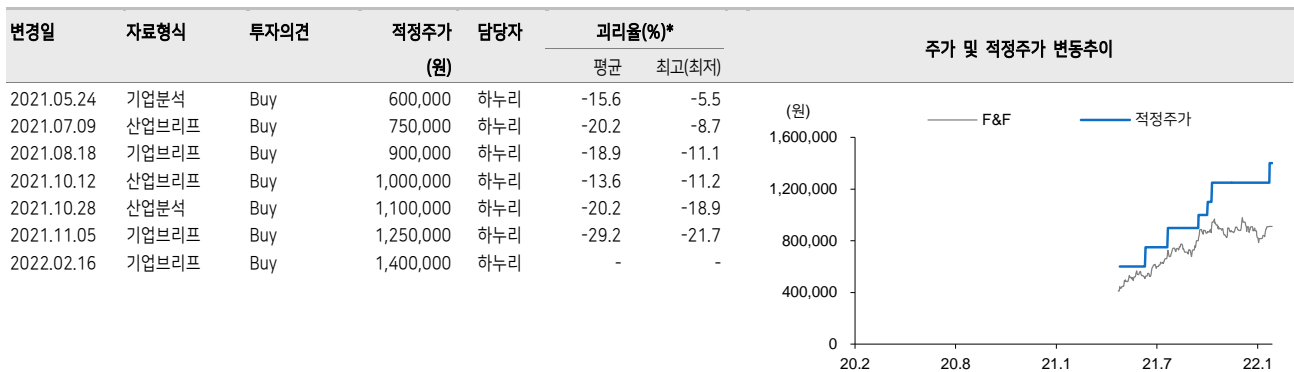 변경일 자료형식 투자의견 적정주가 담당자 괴리율(%)* 주가 및 적정주가 변동추이
(원) 평균 최고(최저)
2021.05.24 기업분석 Buy 600,000 하누리 -15.6 -5.5
2021.07.09 산업브리프 Buy 750,000 하누리 -20.2 -8.7
2021.08.18 기업브리프 Buy 900,000 하누리 -18.9 -11.1
2021.10.12 산업브리프 Buy 1,000,000 하누리 -13.6 -11.2
2021.10.28 산업분석 Buy 1,100,000 하누리 -20.2 -18.9
2021.11.05 기업브리프 Buy 1,250,000 하누리 -29.2 -21.7
2022.02.16 기업브리프 Buy 1,400,000 하누리 - -
(원)
F&F 적정주가
1,600,000
1,200,000
800,000
400,000
0
20.2 20.8 21.1 21.7 22.1